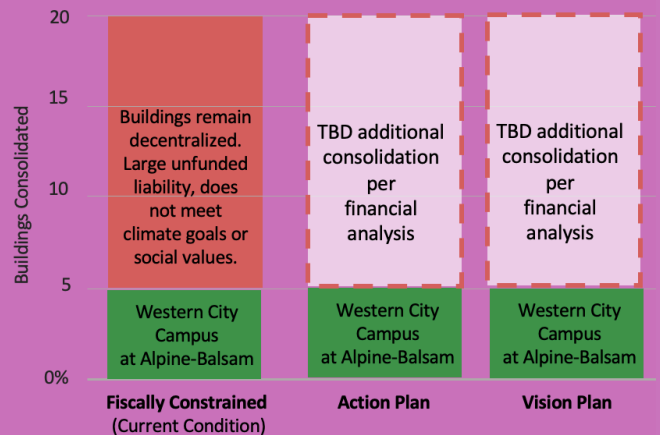 20
15
10
5
0%
Buildings Consolidated
Buildings remain
decentralized.
Large unfunded
liability, does
not meet
climate goals or
social values.
Western City
Campus
at Alpine-Balsam
Fiscally Constrained
(Current Condition)
TBD additional
consolidation
per
financial
analysis
Western City
Campus
at Alpine-Balsam
Action Plan
TBD additional
consolidation
per
financial
analysis
Western City
Campus
at Alpine-Balsam
Vision Plan